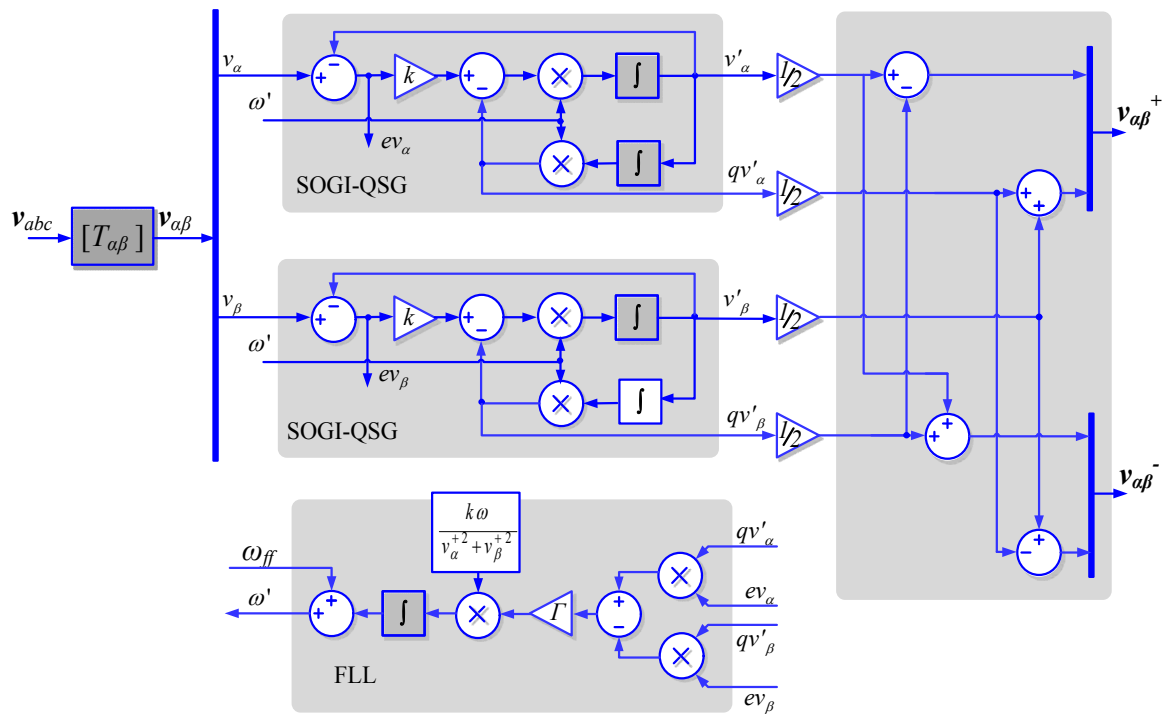 v_α
ω'
ev_α
SOGI-QSG
k
∫
∫
v'_α
qv'_α
1/2
1/2
v_αβ^+
v_abc
[T_αβ]
v_αβ
v_β
ω'
ev_β
SOGI-QSG
k
∫
∫
v'_β
qv'_β
1/2
1/2
v_αβ^-
kω
v_α^{+2}+v_β^{+2}
ω_ff
ω'
∫
Γ
qv'_α
ev_α
qv'_β
ev_β
FLL